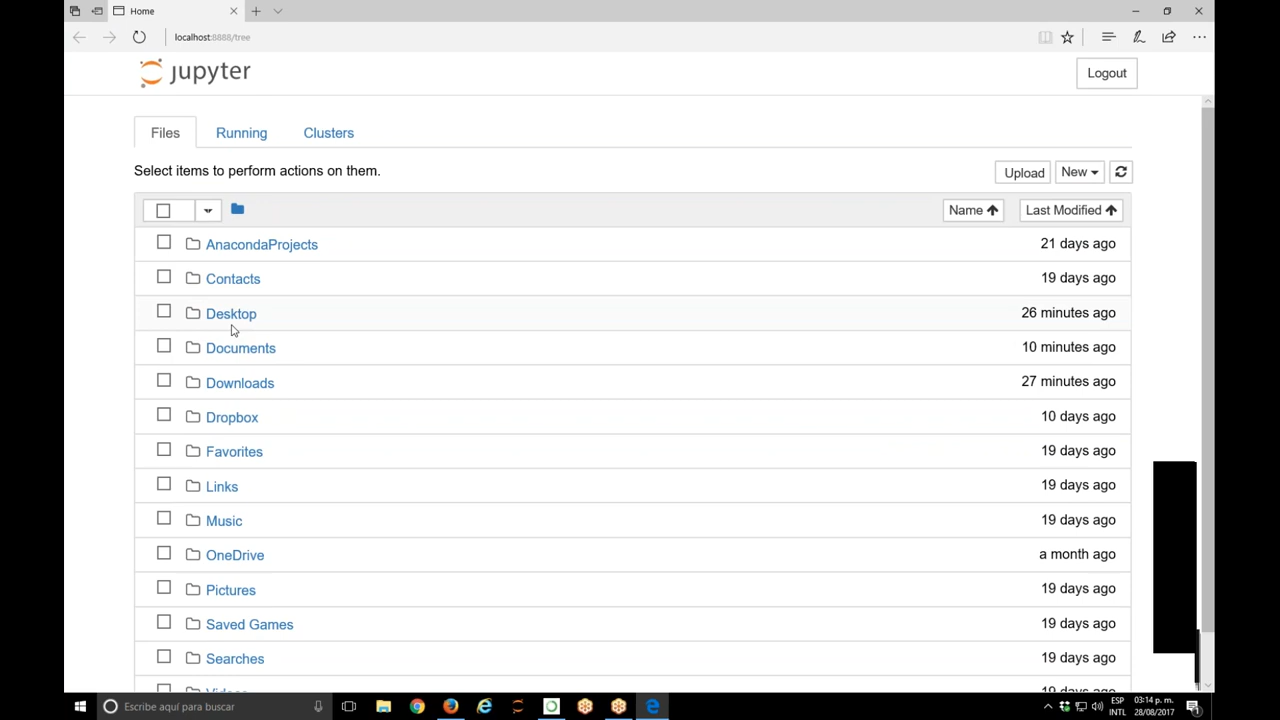 Home
localhost:8888/tree
jupyter
Logout
Files Running Clusters
Select items to perform actions on them.
Upload New
Name Last Modified
AnacondaProjects 21 days ago
Contacts 19 days ago
Desktop 26 minutes ago
Documents 10 minutes ago
Downloads 27 minutes ago
Dropbox 10 days ago
Favorites 19 days ago
Links 19 days ago
Music 19 days ago
OneDrive a month ago
Pictures 19 days ago
Saved Games 19 days ago
Searches 19 days ago
Videos 19 days ago
Escribe aquí para buscar
ESP 03:14 p. m.
INTL 28/08/2017